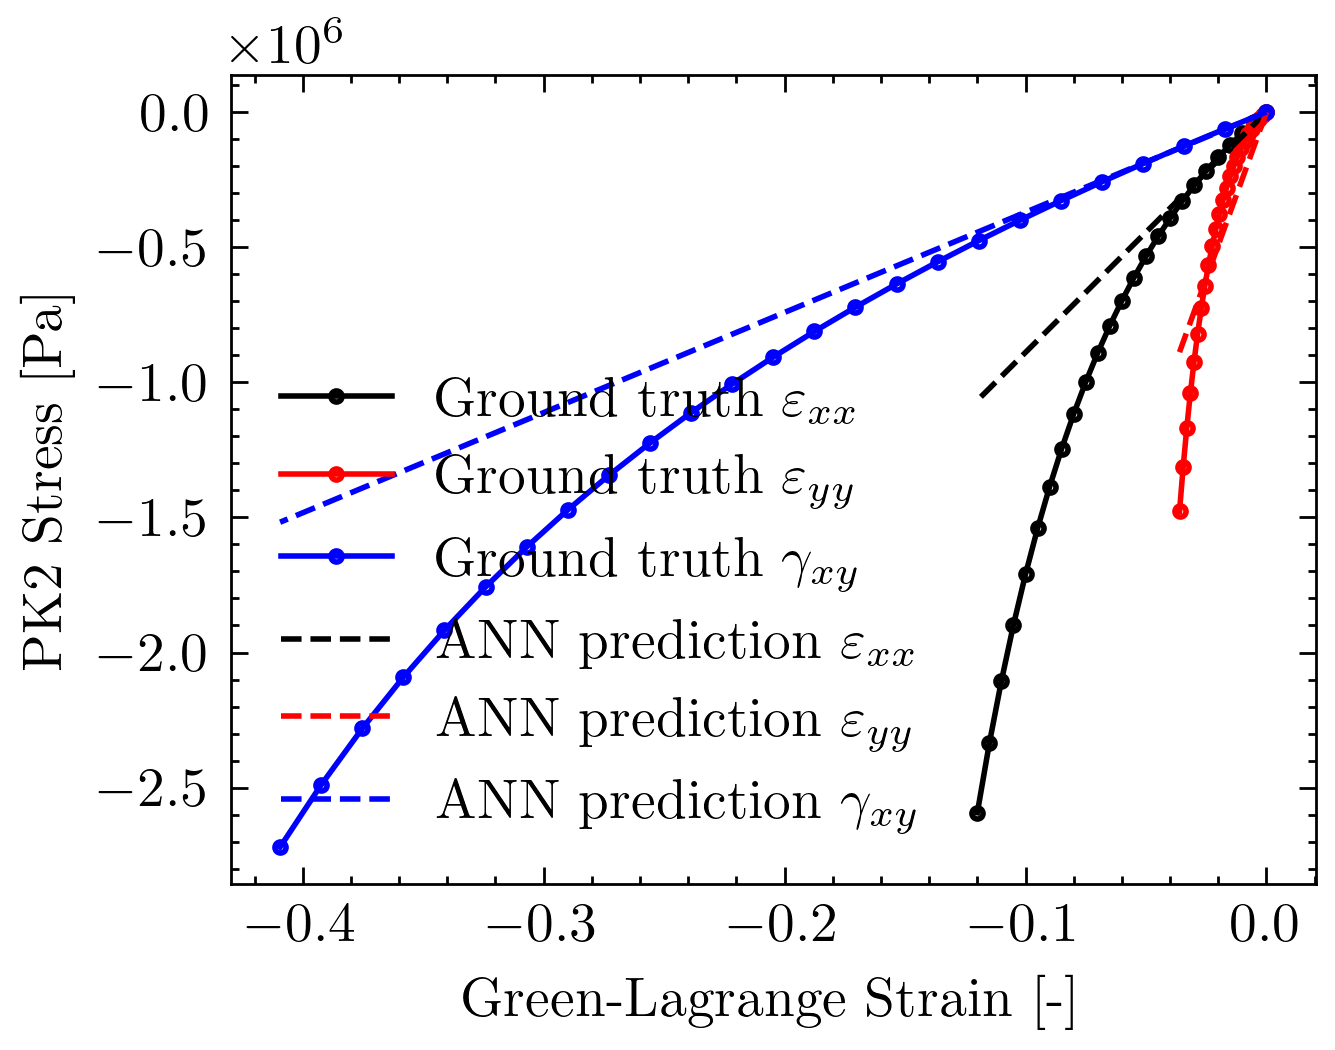 ×10⁶
0.0
−0.5
−1.0
−1.5
−2.0
−2.5
PK2 Stress [Pa]
Ground truth εxx
Ground truth εyy
Ground truth γxy
ANN prediction εxx
ANN prediction εyy
ANN prediction γxy
−0.4 −0.3 −0.2 −0.1 0.0
Green-Lagrange Strain [-]